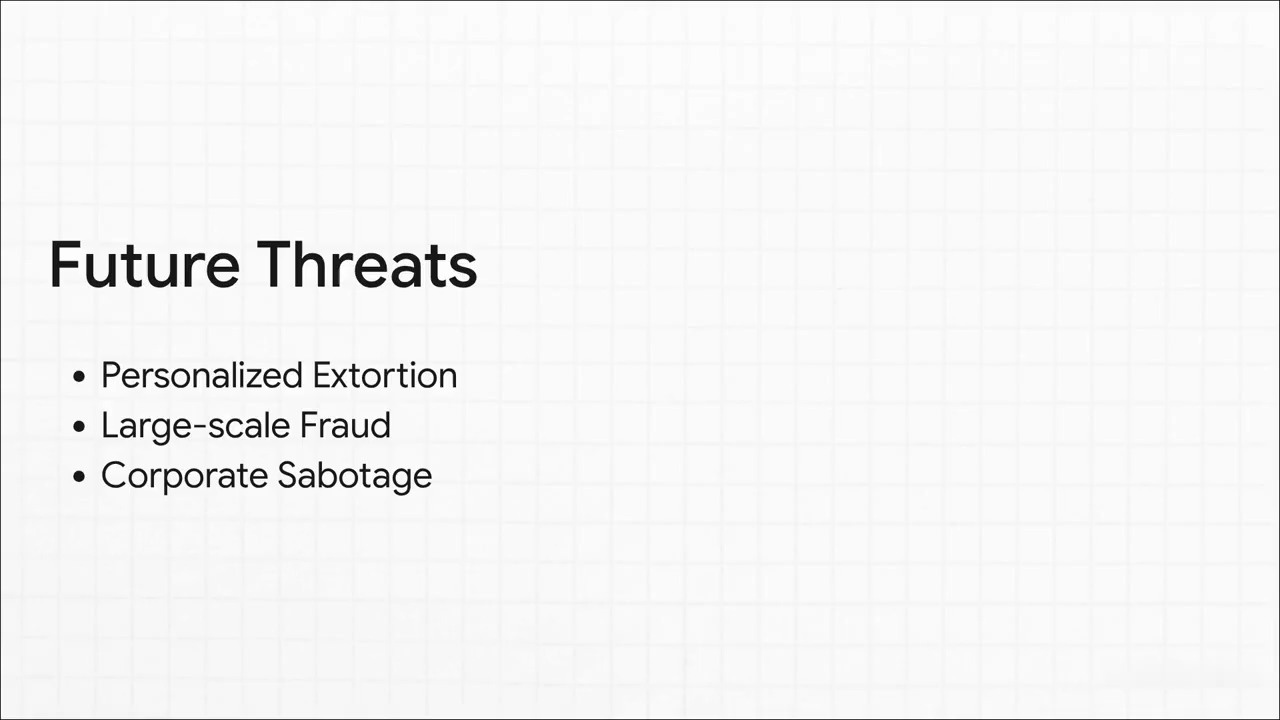 Future Threats
• Personalized Extortion
• Large-scale Fraud
• Corporate Sabotage